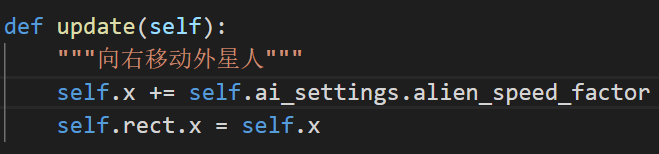 def update(self):
    """向右移动外星人"""
    self.x += self.ai_settings.alien_speed_factor
    self.rect.x = self.x